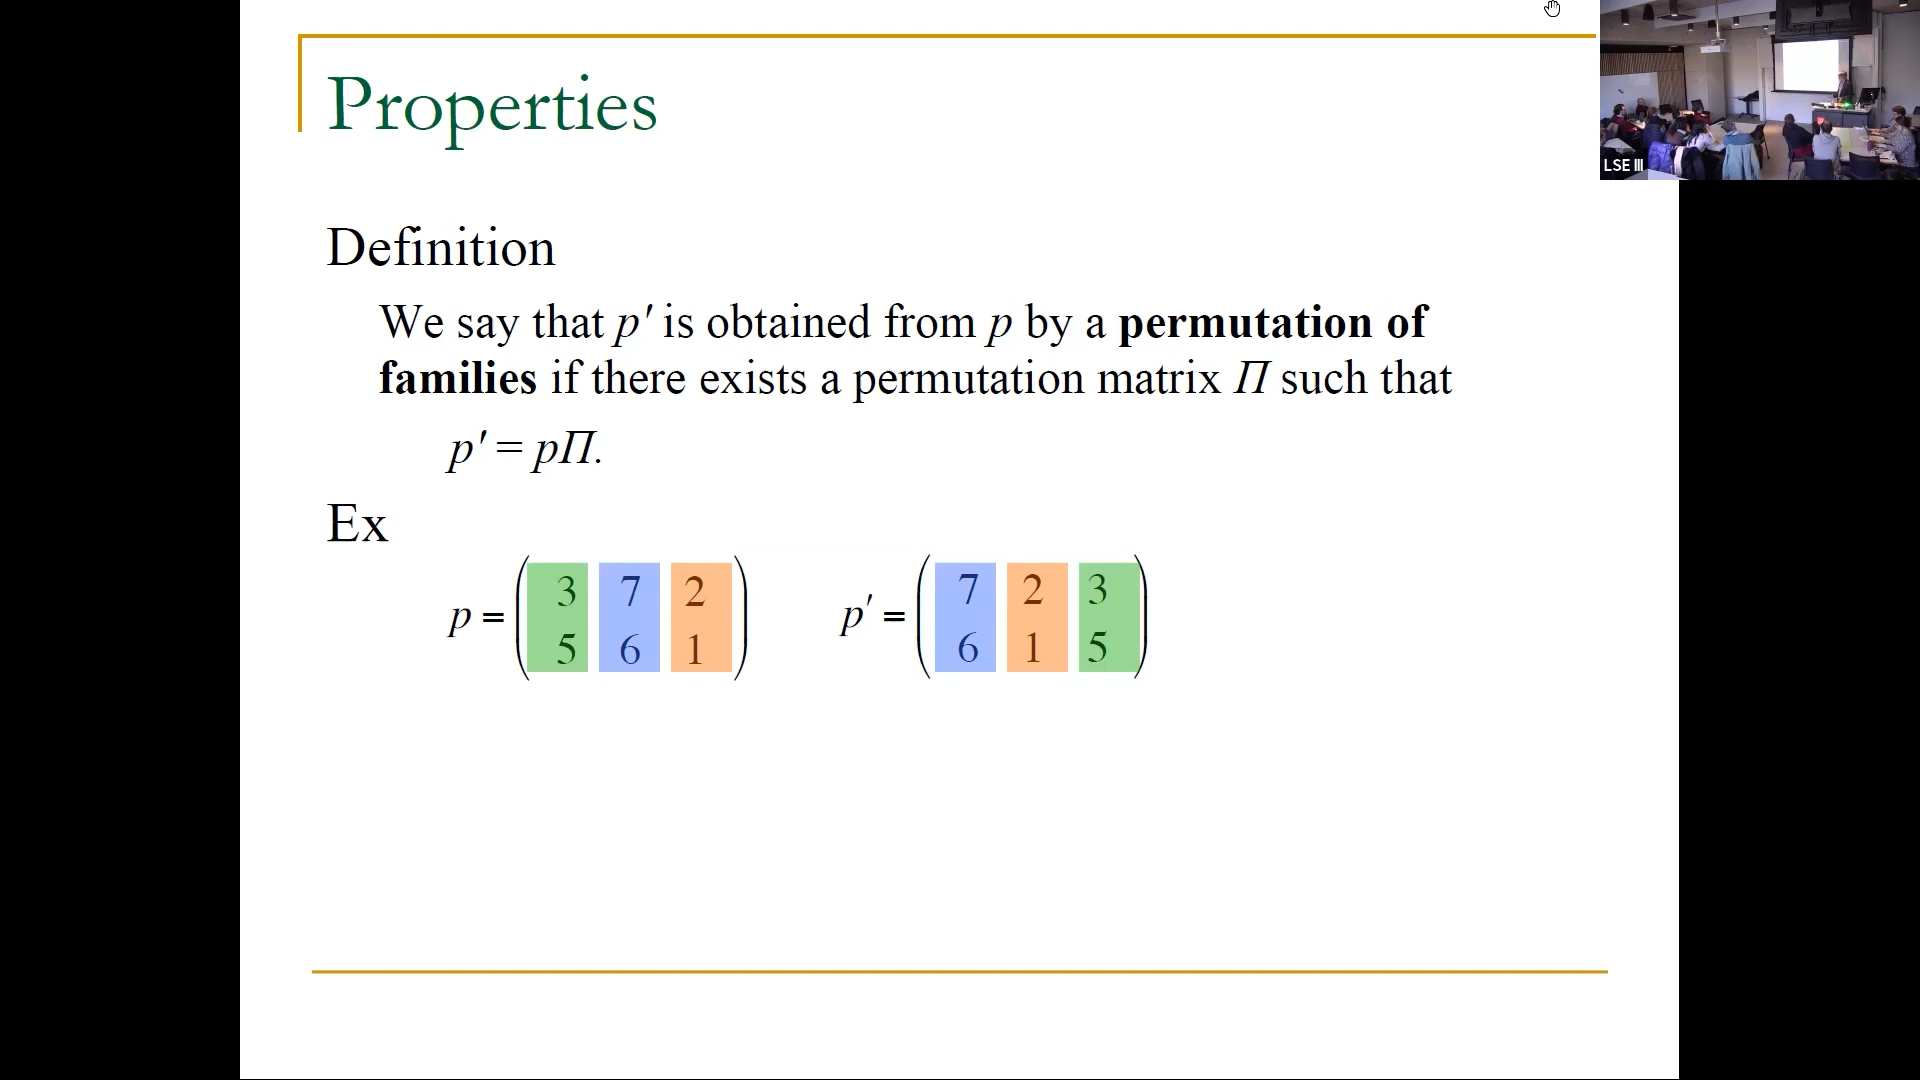 Properties
LSE III
Definition
We say that p′ is obtained from p by a permutation of
families if there exists a permutation matrix Π such that
p′ = pΠ.
Ex
p = ( 3 7 2
5 6 1 )
p′ = ( 7 2 3
6 1 5 )